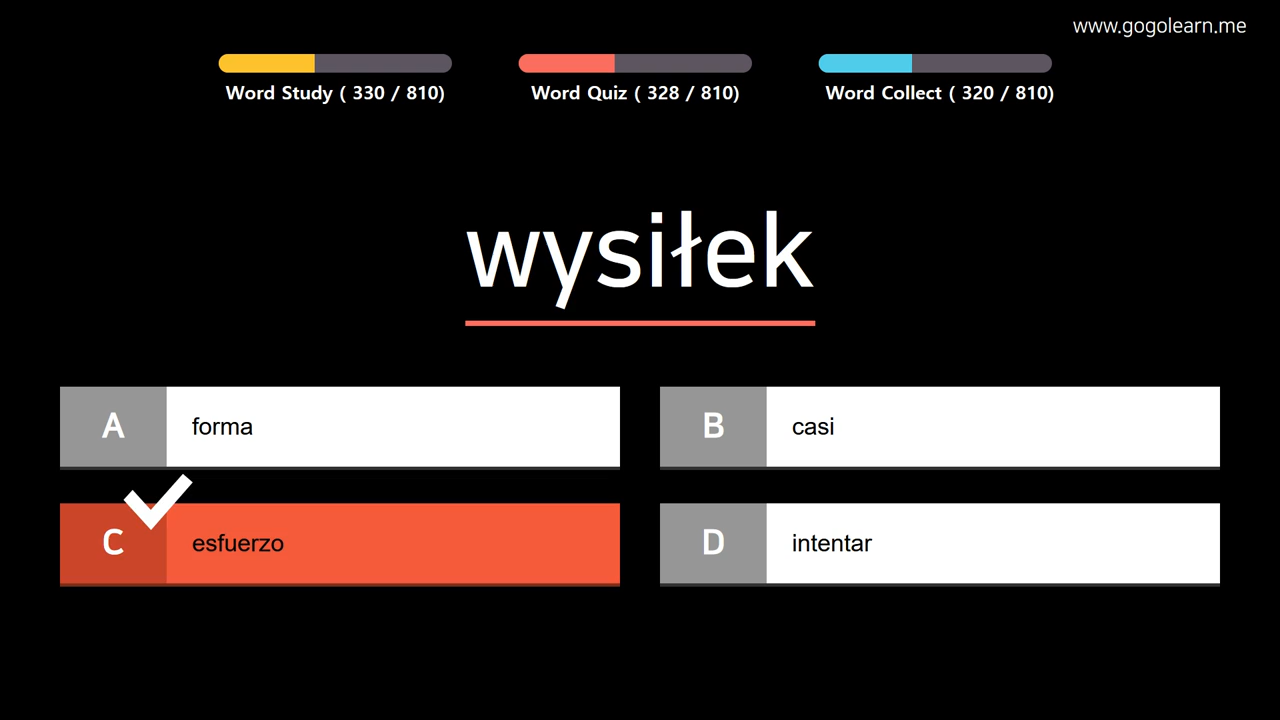 www.gogolearn.me
Word Study ( 330 / 810)
Word Quiz ( 328 / 810)
Word Collect ( 320 / 810)
wysiłek
A forma
B casi
C esfuerzo
D intentar